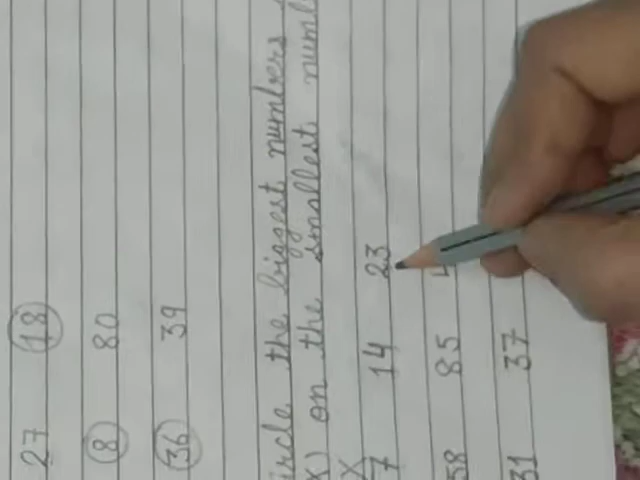 27 18
8 80
36 39
the biggest numbers
on the smallest
X
7 14 23
58 85
31 37